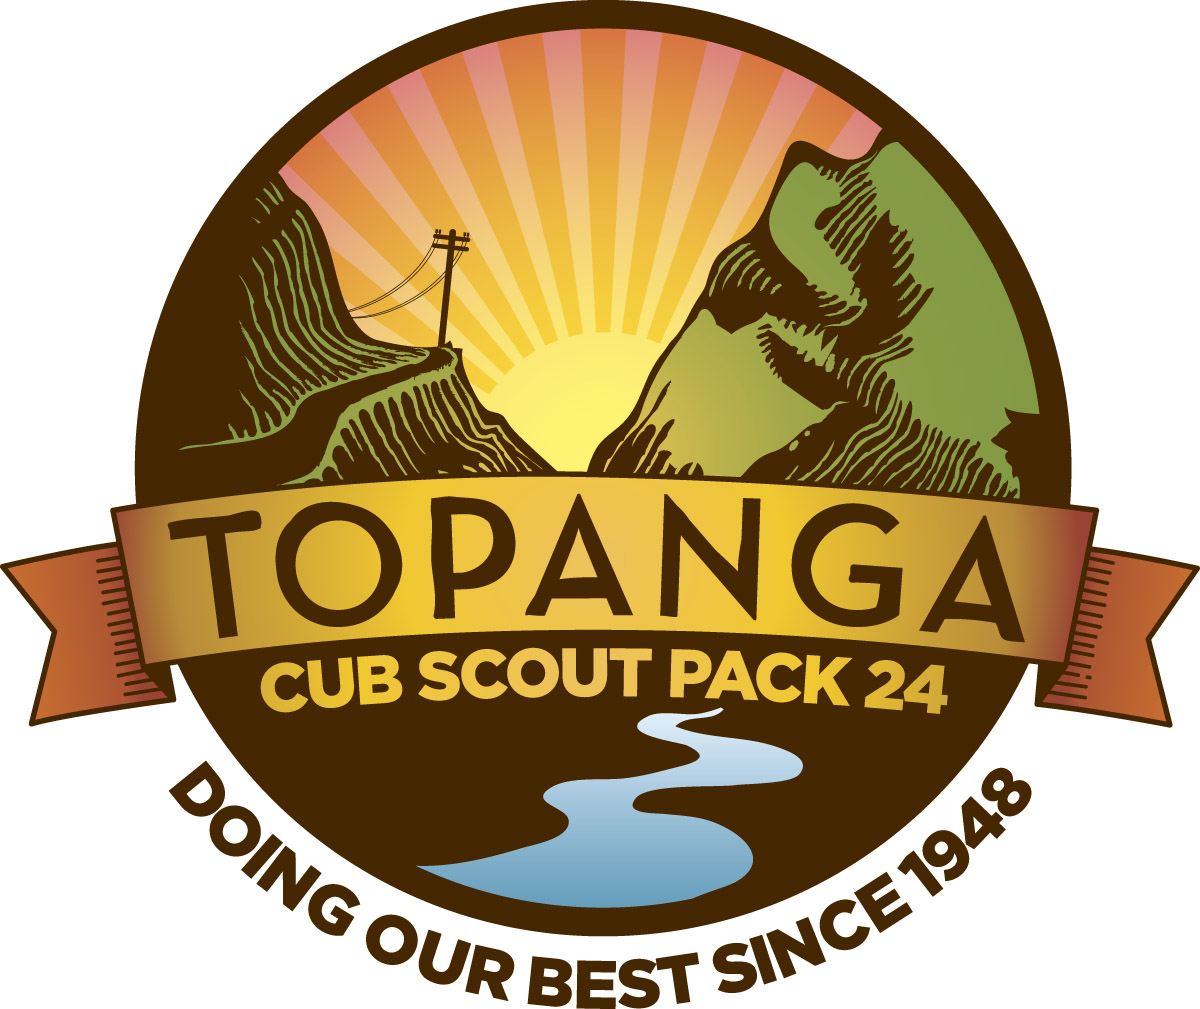 TOPANGA
CUB SCOUT PACK 24
DOING OUR BEST SINCE 1948